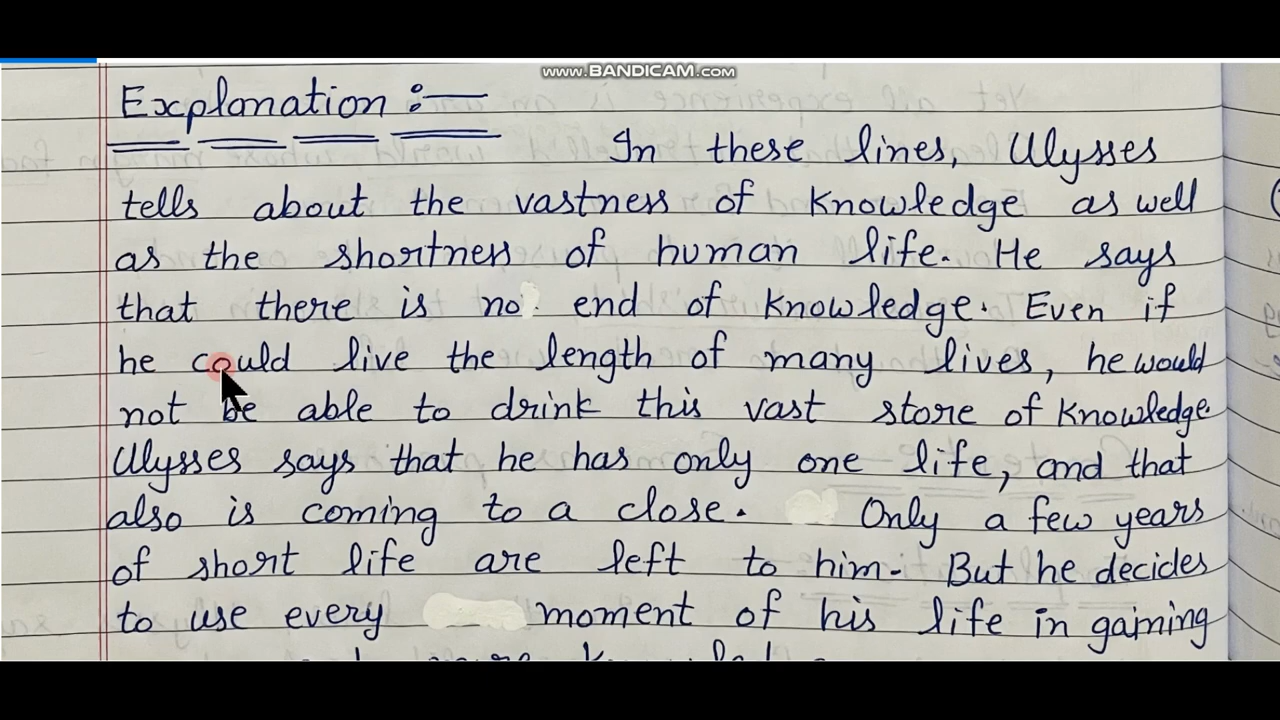 www.BANDICAM.com
Explanation :—
In these lines, Ulysses
tells about the vastness of knowledge as well
as the shortness of human life. He says
that there is no end of knowledge. Even if
he could live the length of many lives, he would
not be able to drink this vast store of knowledge.
Ulysses says that he has only one life, and that
also is coming to a close. Only a few years
of short life are left to him. But he decides
to use every moment of his life in gaining